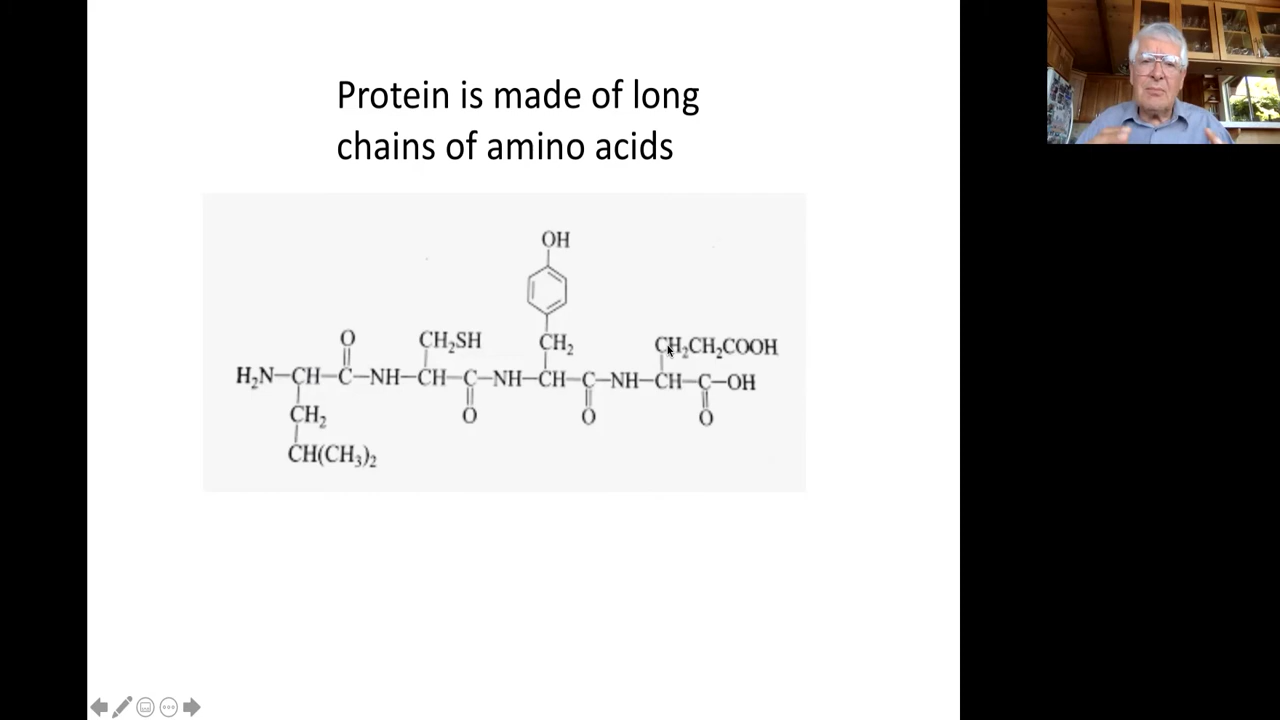 Protein is made of long
chains of amino acids
OH
O
CH₂SH
CH₂
CH₂CH₂COOH
H₂N–CH–C–NH–CH–C–NH–CH–C–NH–CH–C–OH
CH₂
O
O
O
CH(CH₃)₂